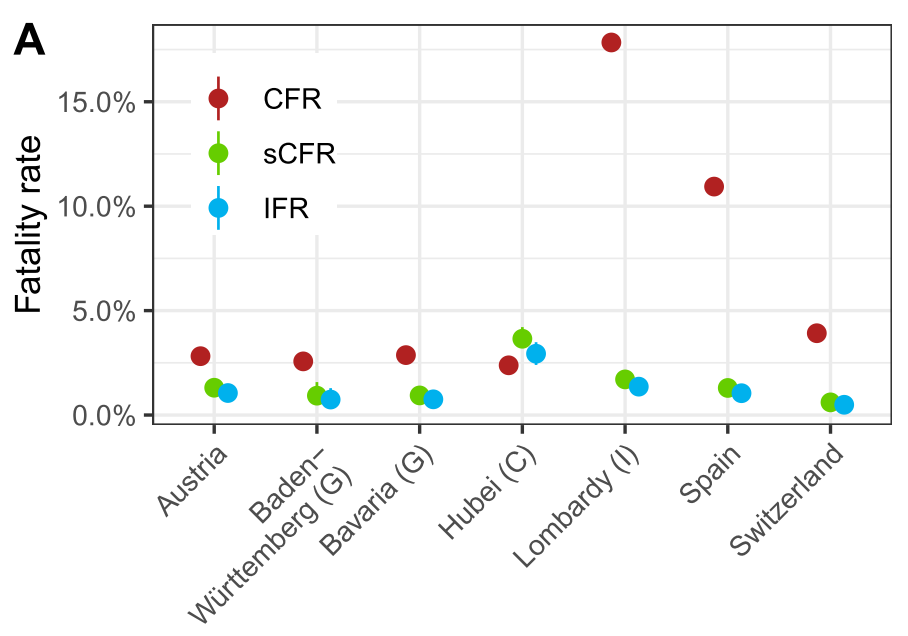 A
Fatality rate
15.0%
10.0%
5.0%
0.0%
CFR
sCFR
IFR
Austria
Baden−
Württemberg (G)
Bavaria (G)
Hubei (C)
Lombardy (I)
Spain
Switzerland